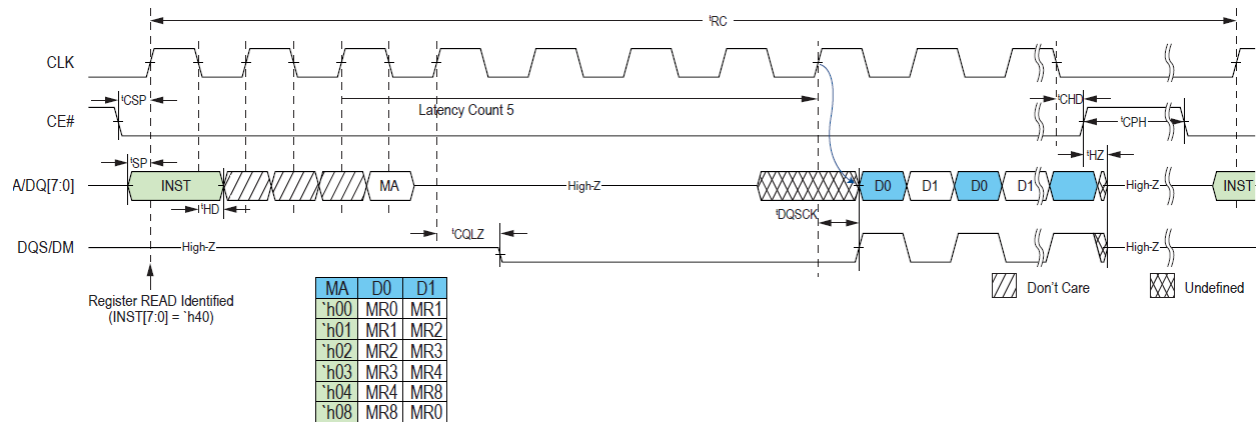 tRC
CLK
tCSP
Latency Count 5
tCHD
CE#
tCPH
tSP
tHZ
A/DQ[7:0]
INST
MA
High-Z
D0
D1
D0
D1
High-Z
INST
tHD
tDQSCK
tCQLZ
DQS/DM
High-Z
High-Z
Register READ Identified
(INST[7:0] = `h40)
Don't Care
Undefined
MA D0 D1
`h00 MR0 MR1
`h01 MR1 MR2
`h02 MR2 MR3
`h03 MR3 MR4
`h04 MR4 MR8
`h08 MR8 MR0